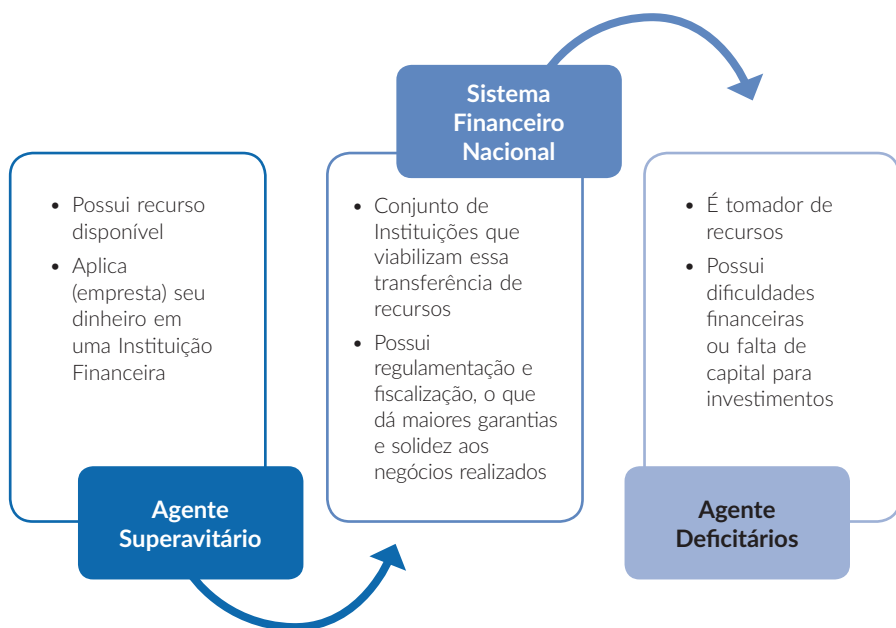 • Possui recurso
disponível
• Aplica
(empresta) seu
dinheiro em
uma Instituição
Financeira
Agente
Superavitário
Sistema
Financeiro
Nacional
• Conjunto de
Instituições que
viabilizam essa
transferência de
recursos
• Possui
regulamentação e
fiscalização, o que
dá maiores garantias
e solidez aos
negócios realizados
• É tomador de
recursos
• Possui
dificuldades
financeiras
ou falta de
capital para
investimentos
Agente
Deficitários